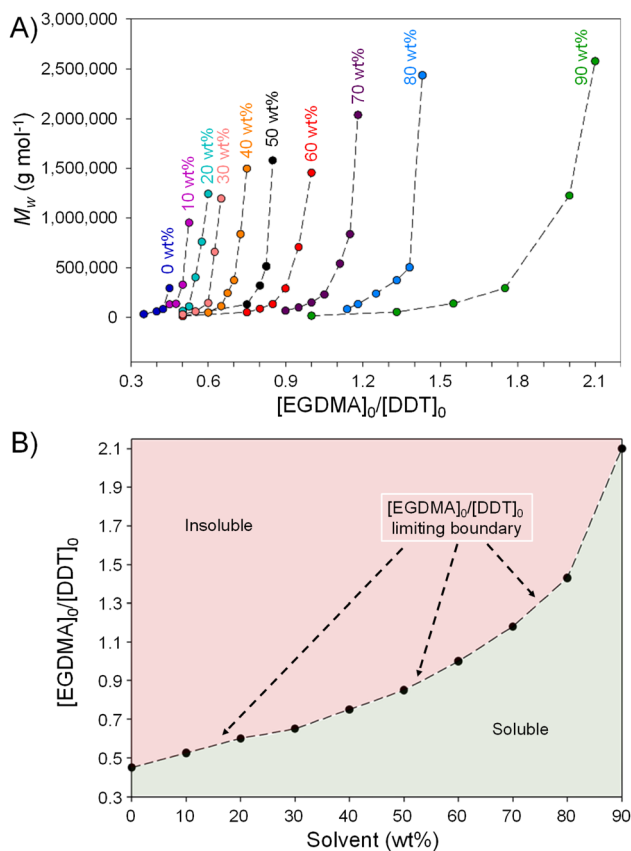 A)
3,000,000
2,500,000
2,000,000
1,500,000
1,000,000
500,000
0
Mw (g mol-1)
0 wt%
10 wt%
20 wt%
30 wt%
40 wt%
50 wt%
60 wt%
70 wt%
80 wt%
90 wt%
0.3 0.6 0.9 1.2 1.5 1.8 2.1
[EGDMA]0/[DDT]0
B)
2.1
1.9
1.7
1.5
1.3
1.1
0.9
0.7
0.5
0.3
[EGDMA]0/[DDT]0
Insoluble
[EGDMA]0/[DDT]0
limiting boundary
Soluble
0 10 20 30 40 50 60 70 80 90
Solvent (wt%)